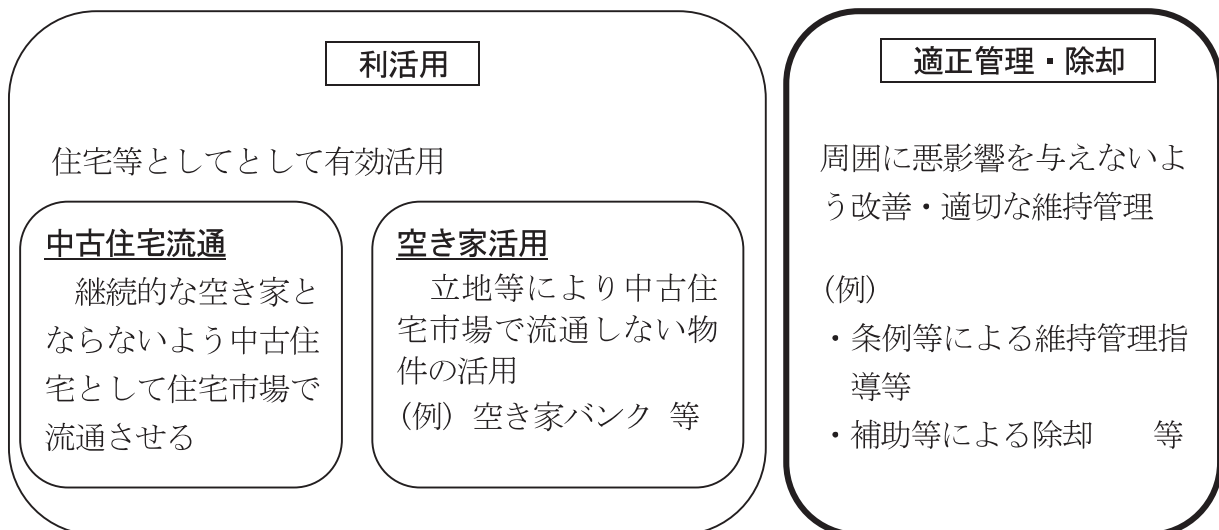 利活用
住宅等としてとして有効活用
中古住宅流通
継続的な空き家と
ならないよう中古住
宅として住宅市場で
流通させる
空き家活用
立地等により中古住
宅市場で流通しない物
件の活用
(例) 空き家バンク 等
適正管理・除却
周囲に悪影響を与えないよ
う改善・適切な維持管理
(例)
・条例等による維持管理指
導等
・補助等による除却　　等